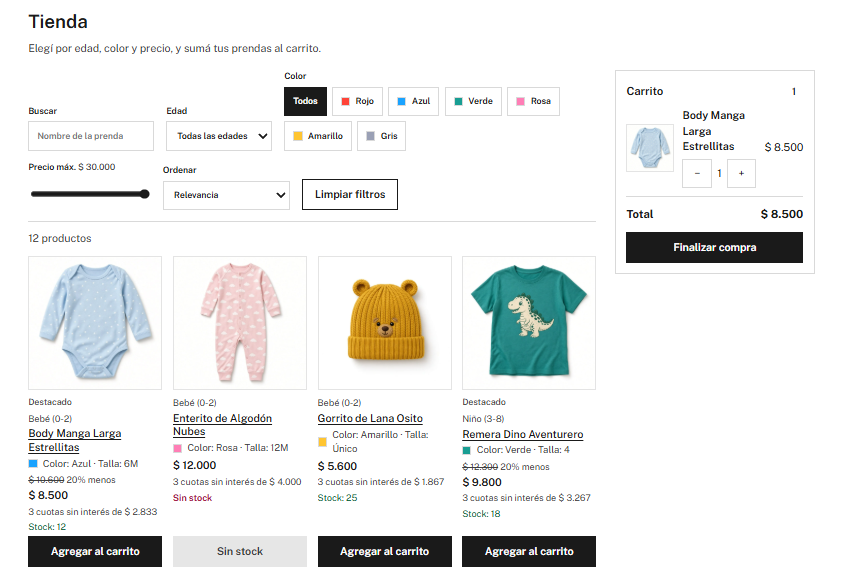 Tienda
Elegí por edad, color y precio, y sumá tus prendas al carrito.
Buscar
Nombre de la prenda
Edad
Todas las edades
Color
Todos
Rojo
Azul
Verde
Rosa
Amarillo
Gris
Precio máx. $ 30.000
Ordenar
Relevancia
Limpiar filtros
12 productos
Destacado
Bebé (0-2)
Body Manga Larga
Estrellitas
Color: Azul · Talla: 6M
$ 10.600 20% menos
$ 8.500
3 cuotas sin interés de $ 2.833
Stock: 12
Agregar al carrito
Bebé (0-2)
Enterito de Algodón
Nubes
Color: Rosa · Talla: 12M
$ 12.000
3 cuotas sin interés de $ 4.000
Sin stock
Sin stock
Bebé (0-2)
Gorrito de Lana Osito
Color: Amarillo · Talla:
Único
$ 5.600
3 cuotas sin interés de $ 1.867
Stock: 25
Agregar al carrito
Destacado
Niño (3-8)
Remera Dino Aventurero
Color: Verde · Talla: 4
$ 12.300 20% menos
$ 9.800
3 cuotas sin interés de $ 3.267
Stock: 18
Agregar al carrito
Carrito
1
Body Manga
Larga
Estrellitas
$ 8.500
− 1 +
Total
$ 8.500
Finalizar compra